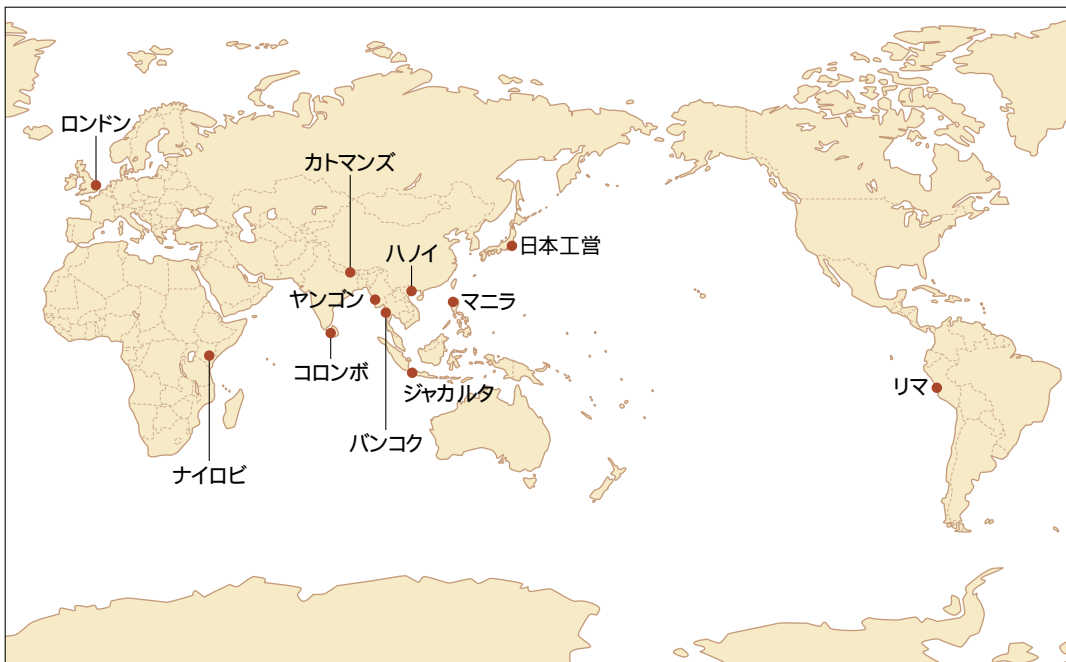 ロンドン
カトマンズ
日本工営
ハノイ
ヤンゴン
マニラ
コロンボ
ジャカルタ
リマ
バンコク
ナイロビ